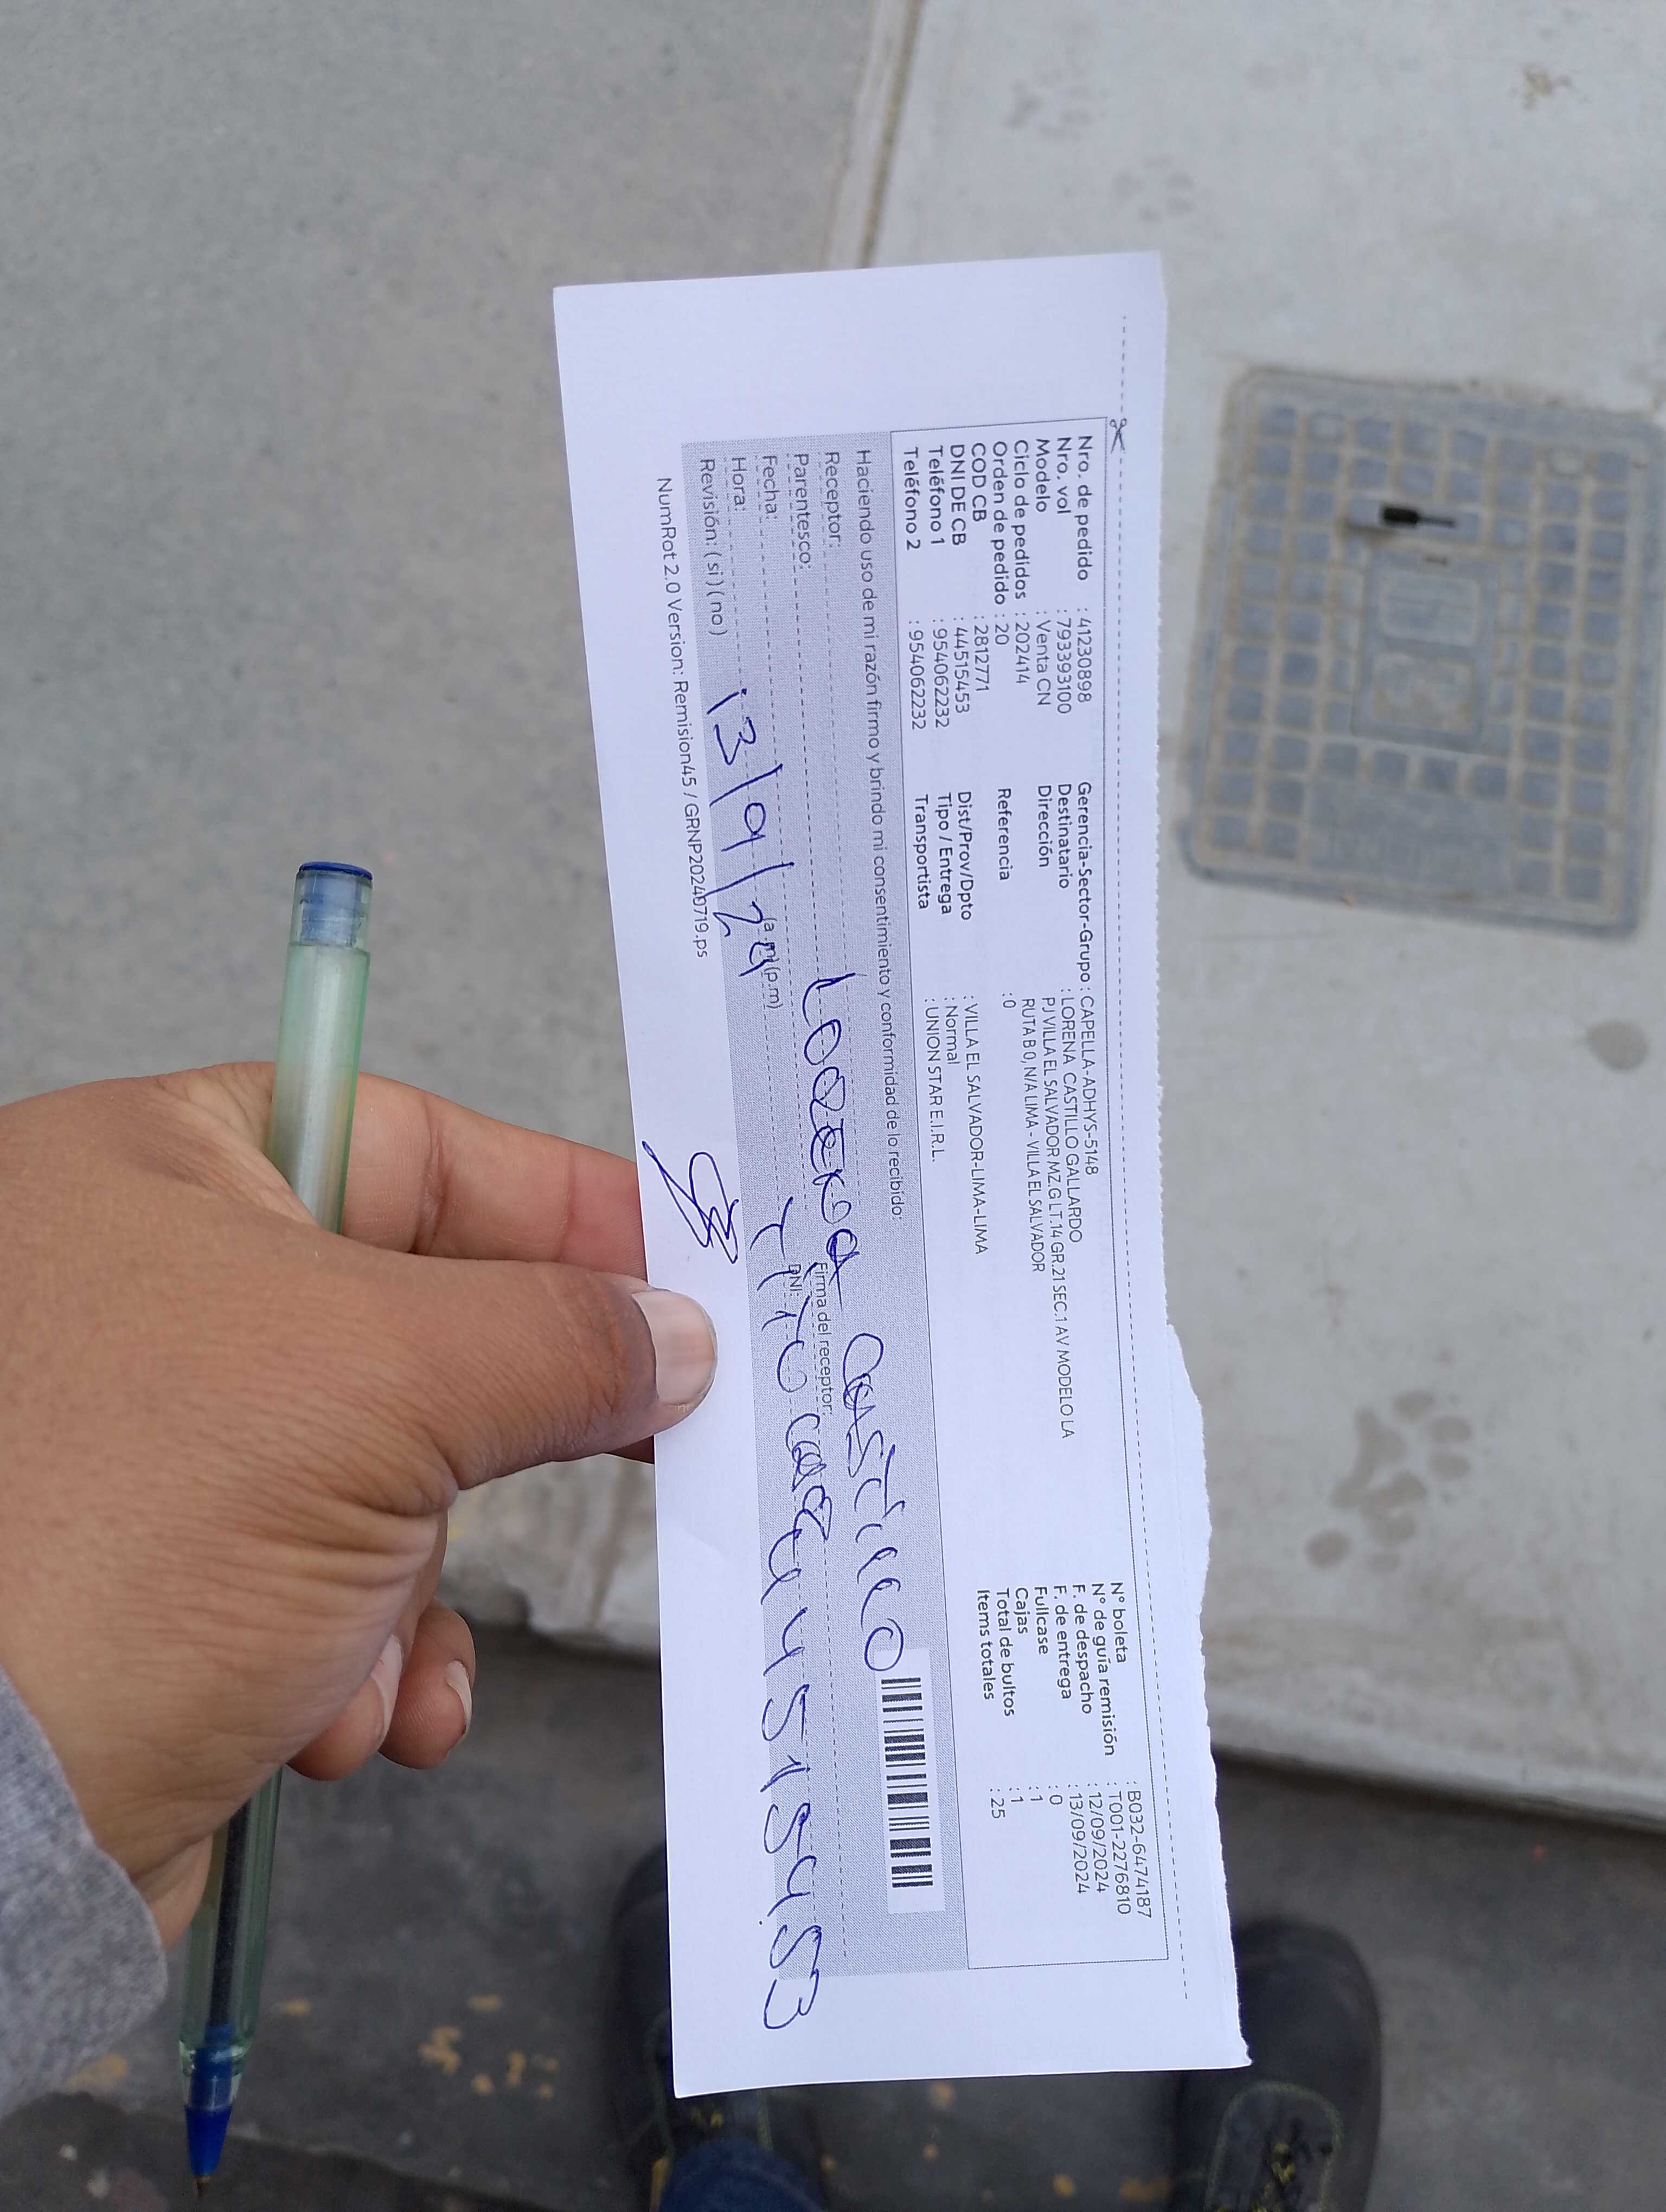 Nro. de pedido : 41230898 Gerencia-Sector-Grupo : CAPELLA-ADHYS-5148 N° boleta : B032-6474187
Nro. vol : 793393100 Destinatario : LORENA CASTILLO GALLARDO N° de guía remisión : T001-2276810
Modelo : Venta CN Dirección PJ VILLA EL SALVADOR MZ.G LT.14 GR.21 SEC.1 AV MODELO LA F. de despacho : 12/09/2024
Ciclo de pedidos : 202414 RUTA B 0, N/A LIMA - VILLA EL SALVADOR F. de entrega : 13/09/2024
Orden de pedido : 20 Referencia : 0 Fullcase : 0
COD CB : 2812771 Cajas : 1
DNI DE CB : 44515453 Dist/Prov/Dpto : VILLA EL SALVADOR-LIMA-LIMA Total de bultos : 1
Teléfono 1 : 954062232 Tipo / Entrega : Normal Items totales : 25
Teléfono 2 : 954062232 Transportista : UNION STAR E.I.R.L.
Haciendo uso de mi razón firmo y brindo mi consentimiento y conformidad de lo recibido:
Receptor: Lorena Castillo
Parentesco: Firma del receptor:
Fecha: DNI: 44515453
Hora: (a.m) (p.m)
Revisión: ( si ) ( no ) 13/9/24
NumRot 2.0 Version: Remision45 / GRNP20240719.ps